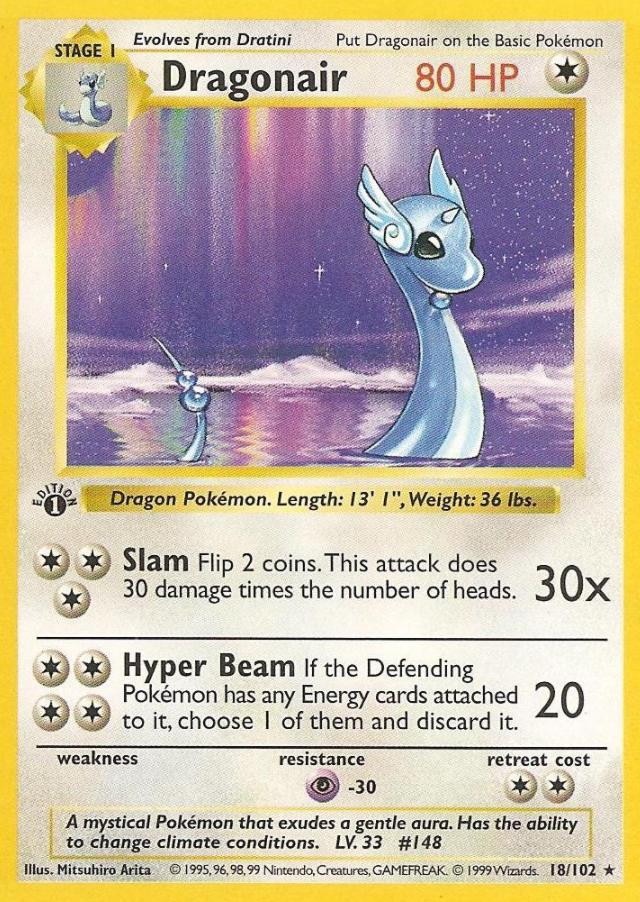 STAGE 1
Evolves from Dratini
Put Dragonair on the Basic Pokémon
Dragonair
80 HP
EDITION
1
Dragon Pokémon. Length: 13' 1", Weight: 36 lbs.
Slam Flip 2 coins. This attack does
30 damage times the number of heads.
30x
Hyper Beam If the Defending
Pokémon has any Energy cards attached
to it, choose 1 of them and discard it.
20
weakness
resistance
retreat cost
-30
A mystical Pokémon that exudes a gentle aura. Has the ability
to change climate conditions. LV. 33 #148
Illus. Mitsuhiro Arita © 1995, 96, 98, 99 Nintendo, Creatures, GAMEFREAK. © 1999 Wizards. 18/102 ★